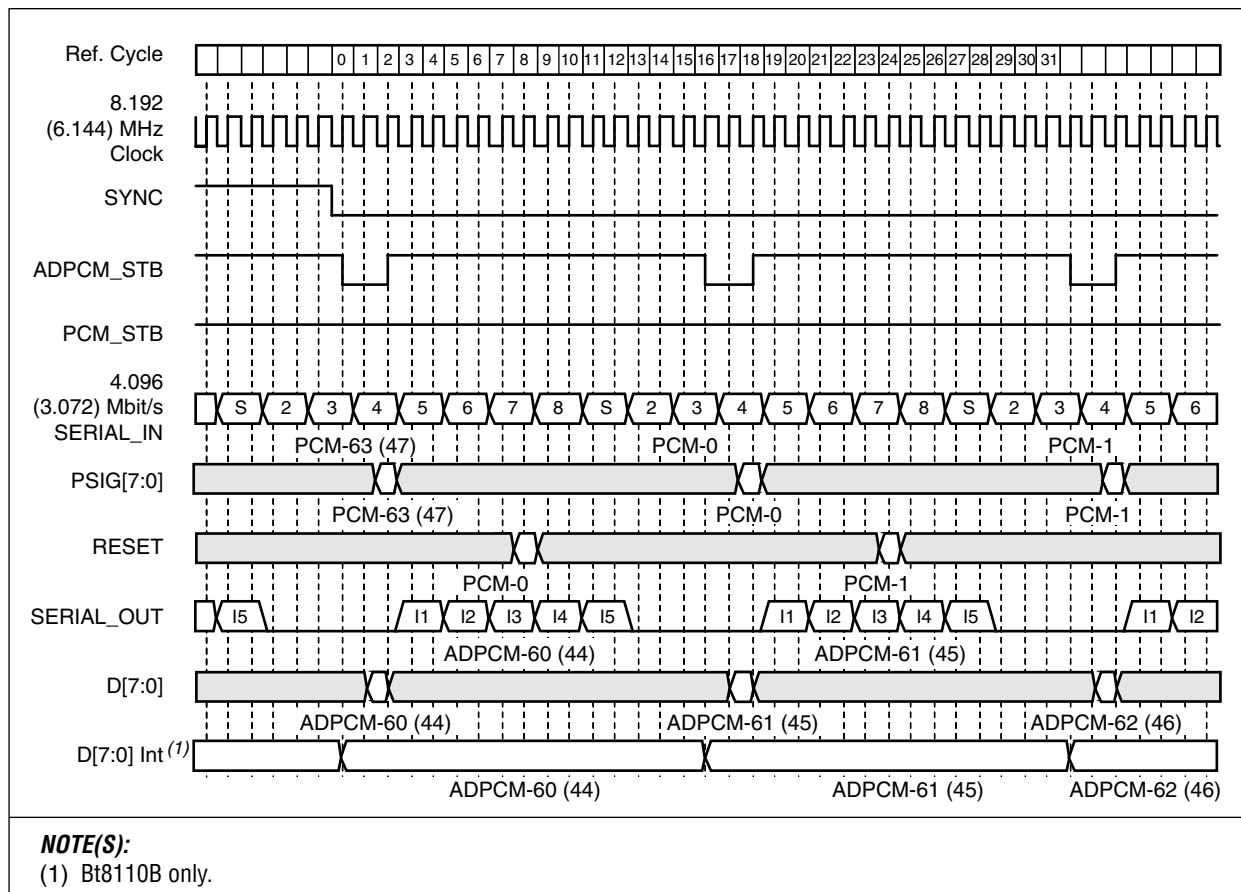 Ref. Cycle
0 1 2 3 4 5 6 7 8 9 10 11 12 13 14 15 16 17 18 19 20 21 22 23 24 25 26 27 28 29 30 31
8.192
(6.144) MHz
Clock
SYNC
ADPCM_STB
PCM_STB
4.096
(3.072) Mbit/s
SERIAL_IN
S 2 3 4 5 6 7 8 S 2 3 4 5 6 7 8 S 2 3 4 5 6
PCM-63 (47) PCM-0 PCM-1
PSIG[7:0]
PCM-63 (47) PCM-0 PCM-1
RESET
PCM-0 PCM-1
SERIAL_OUT I5 I1 I2 I3 I4 I5 I1 I2 I3 I4 I5 I1 I2
ADPCM-60 (44) ADPCM-61 (45)
D[7:0]
ADPCM-60 (44) ADPCM-61 (45) ADPCM-62 (46)
D[7:0] Int (1)
ADPCM-60 (44) ADPCM-61 (45) ADPCM-62 (46)
NOTE(S):
(1) Bt8110B only.